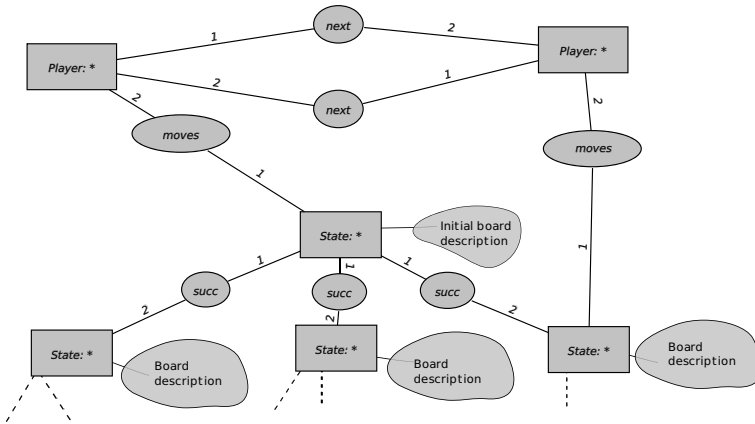 next
1
2
Player: *
Player: *
2
1
next
2
2
moves
moves
1
Initial board
description
State: *
1
1
1
1
succ
succ
succ
2
2
2
State: *
State: *
State: *
Board
description
Board
description
Board
description